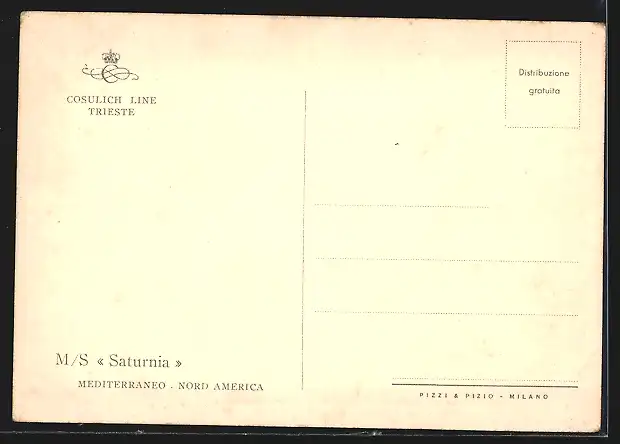 COSULICH LINE
TRIESTE
Distribuzione
gratuita
M/S « Saturnia »
MEDITERRANEO - NORD AMERICA
PIZZI & PIZIO - MILANO